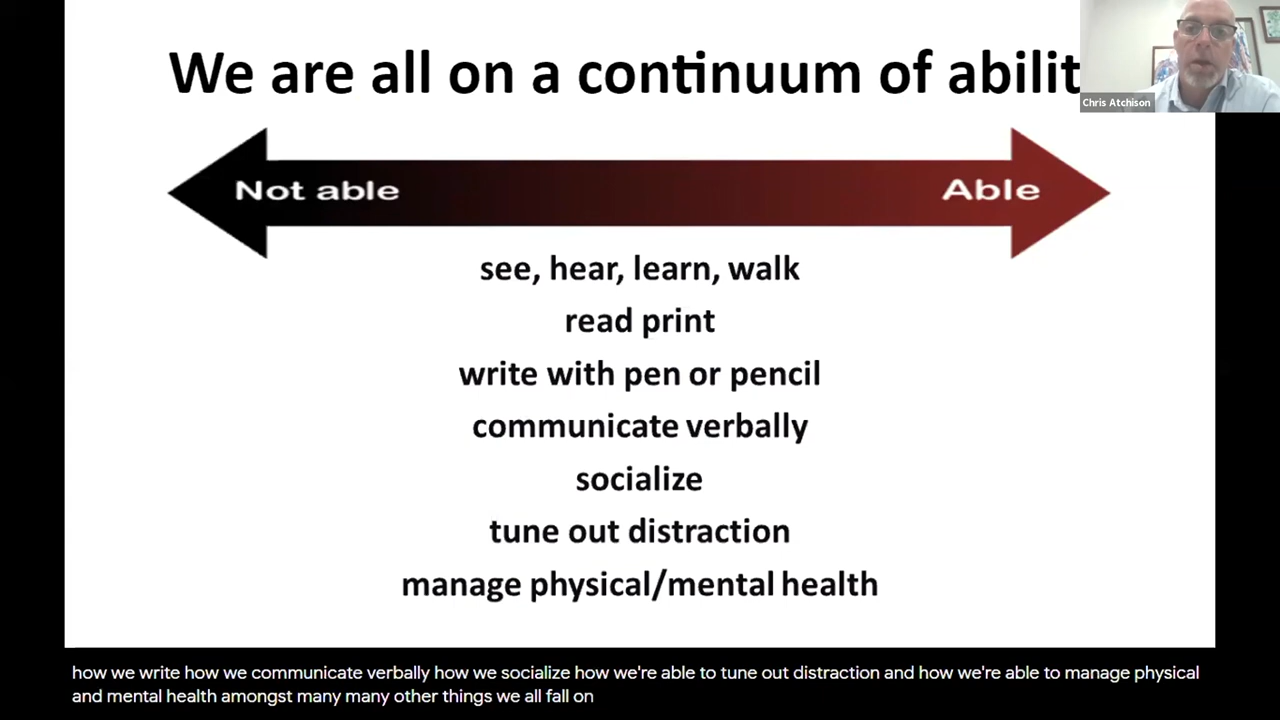 We are all on a continuum of abilit
Chris Atchison
Not able
Able
see, hear, learn, walk
read print
write with pen or pencil
communicate verbally
socialize
tune out distraction
manage physical/mental health
how we write how we communicate verbally how we socialize how we're able to tune out distraction and how we're able to manage physical
and mental health amongst many many other things we all fall on